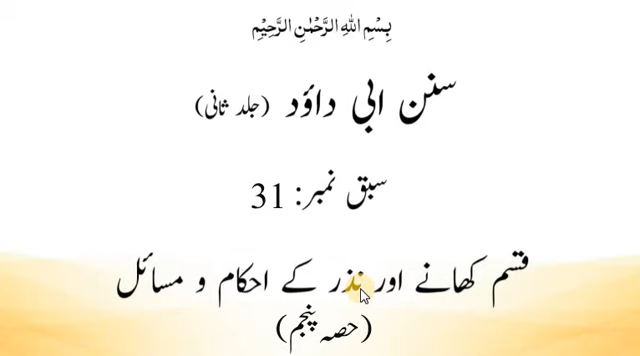 بِسْمِ اللهِ الرَّحْمٰنِ الرَّحِيْمِ
سنن ابی داؤد (جلد ثانی)
سبق نمبر: 31
قسم کھانے اور نذر کے احکام و مسائل
(حصہ پنجم)